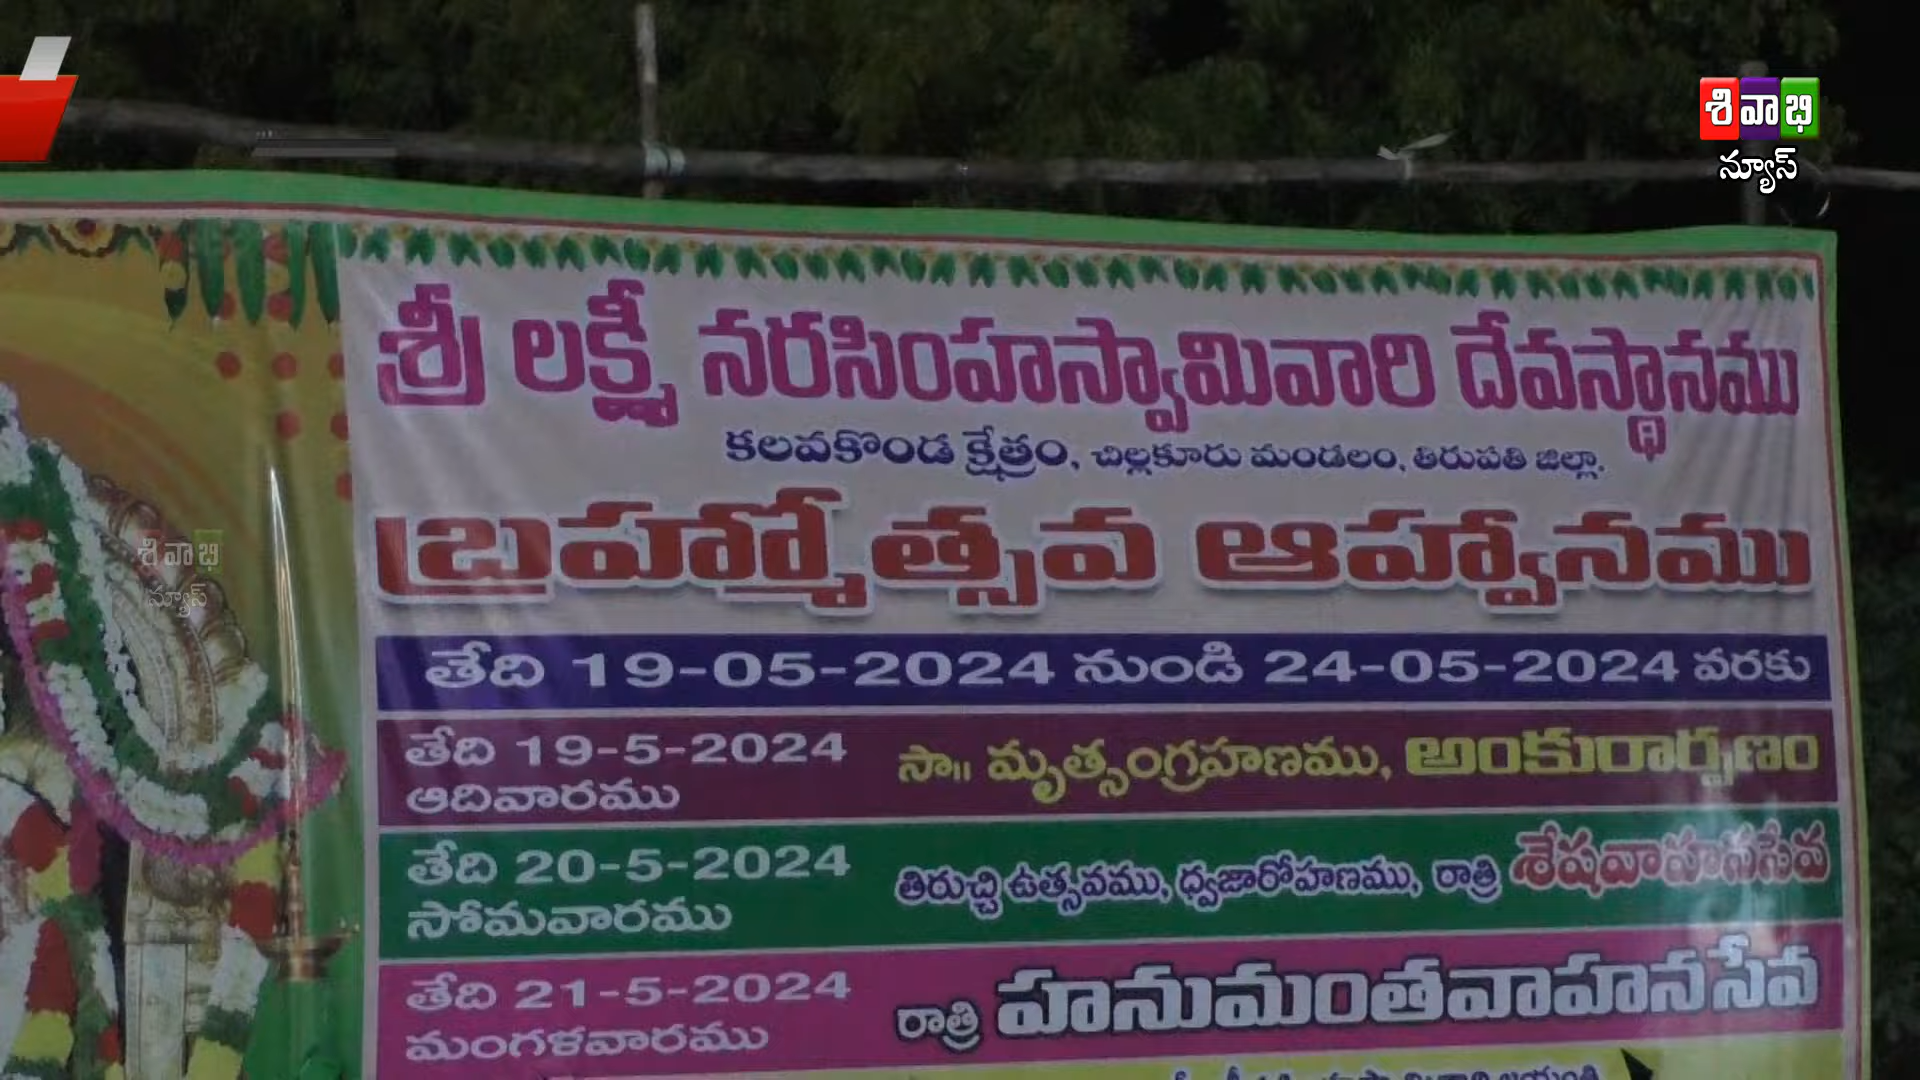 శివాభి
న్యూస్
శ్రీ లక్ష్మీ నరసింహస్వామివారి దేవస్థానము
కలవకొండ క్షేత్రం, చిల్లకూరు మండలం, తిరుపతి జిల్లా.
బ్రహ్మోత్సవ ఆహ్వానము
తేది 19-05-2024 నుండి 24-05-2024 వరకు
తేది 19-5-2024 సా॥ మృత్సంగ్రహణము, అంకురార్పణం
ఆదివారము
తేది 20-5-2024 తిరుచ్చి ఉత్సవము, ధ్వజారోహణము, రాత్రి శేషవాహనసేవ
సోమవారము
తేది 21-5-2024 రాత్రి హనుమంతవాహనసేవ
మంగళవారము
శివాభి
న్యూస్